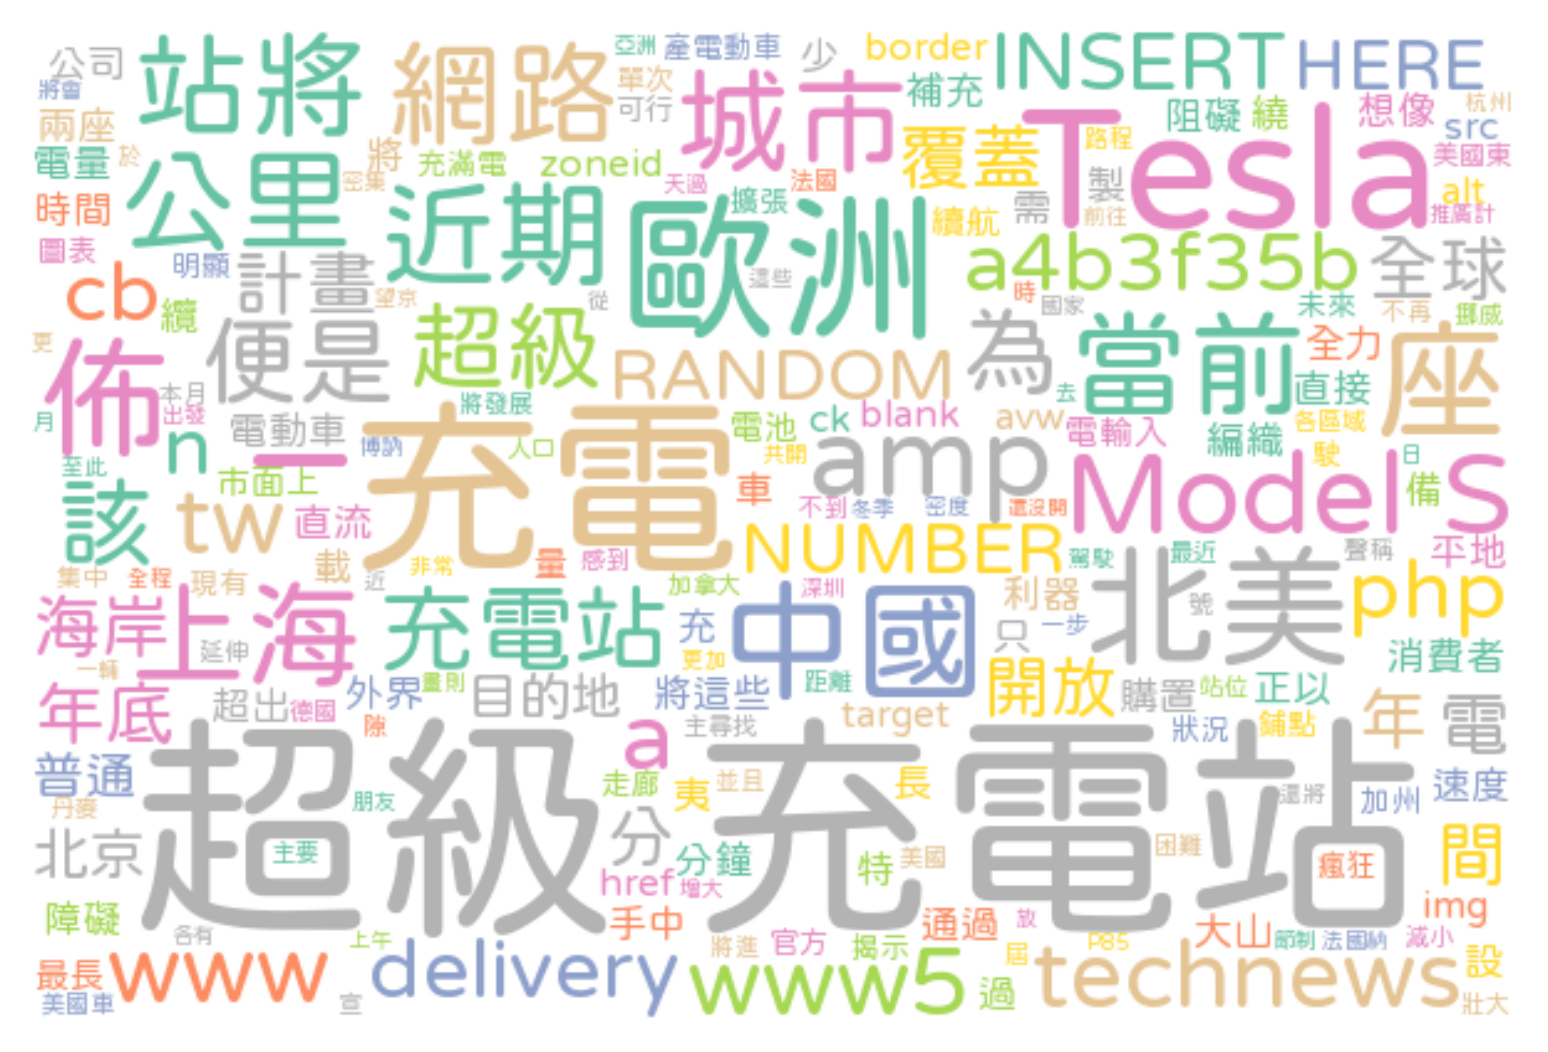 公司 站將 網路 亞洲 產電動車 少 border INSERT HERE
將會 單次 可行 城市 補充 阻礙 繞 想像 杭州
兩座 Tesla src
電量 於 將 充滿電 zoneid 覆蓋 路程 美國東
公里 密集 天過 法國 製 alt
時間 近期 歐洲 擴張 續航 需 前往 推廣計
圖表 明顯 計畫 這些 a4b3f35b 全球
cb 纜 望京 從 時 國家 未來 不再 挪威
更 佈 便是 超級 RANDOM 為 當前 全力 座
本月 將發展 去 直接
月 出發 n 電動車 電池 ck blank avw 各區域
至此 一 博訥 人口 共開 amp 電輸入 編織 駛 日
該 市面上 充電 車 Model S 備
tw 直流 不到 冬季 密度 還沒開
NUMBER 駕駛 最近 聲稱 平地
集中 全程 現有 載 近 非常 量 感到 加拿大 深圳 利器 北美 號 php
海岸 上海 充電站 充 中國 只 一步
一輛 延伸 更加 消費者
年底 超出 德國 外界 畫則 目的地 將這些 距離 開放 購置 站位 正以
隙 a 主尋找 target 狀況 鋪點 年 電
普通 超級充電站 走廊 夷 並且 長 還將 加州 速度
丹麥 朋友
北京 主要 分 分鐘 特 美國 困難 瘋狂 間
href 增大
障礙 各有 上午 手中 將進 官方 揭示 通過 放 P85 大山 節制 法國納 減小 img
最長 www delivery www5 過 屆 technews 設
美國車 宣 壯大